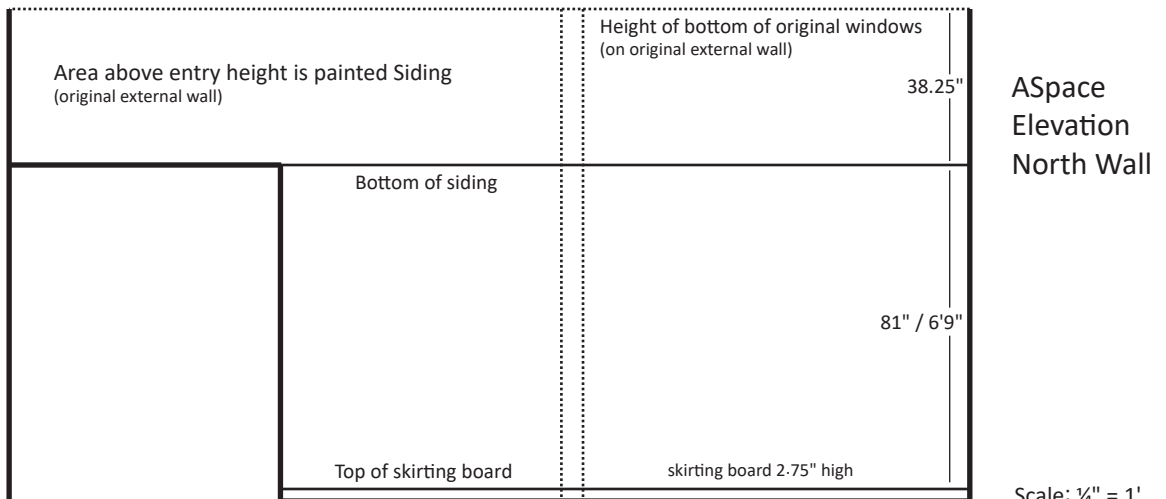 Height of bottom of original windows
(on original external wall)
Area above entry height is painted Siding
(original external wall)
38.25"
ASpace
Elevation
North Wall
Bottom of siding
81" / 6'9"
Top of skirting board
skirting board 2.75" high
Scale: ¼" = 1'